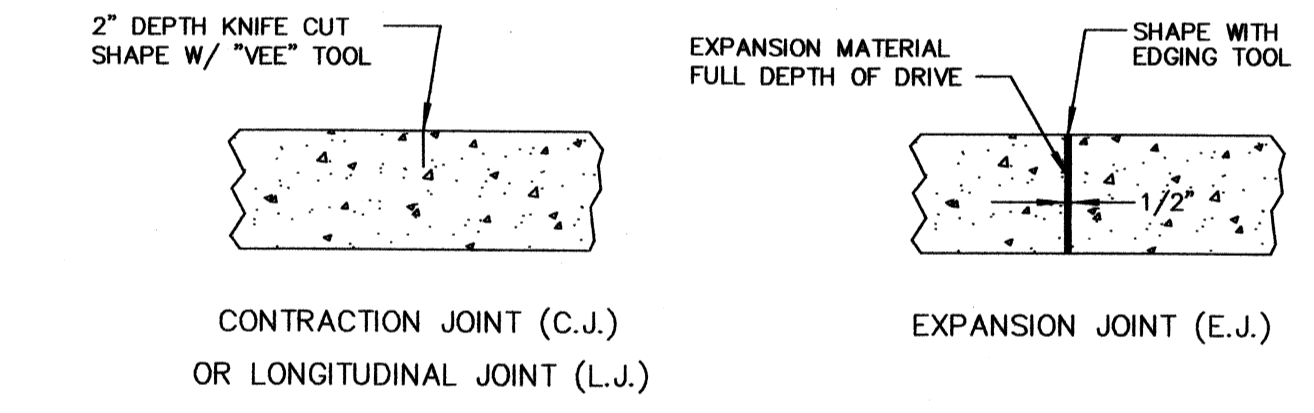 2" DEPTH KNIFE CUT
SHAPE W/ "VEE" TOOL
EXPANSION MATERIAL
FULL DEPTH OF DRIVE
SHAPE WITH
EDGING TOOL
1/2"
CONTRACTION JOINT (C.J.)
OR LONGITUDINAL JOINT (L.J.)
EXPANSION JOINT (E.J.)